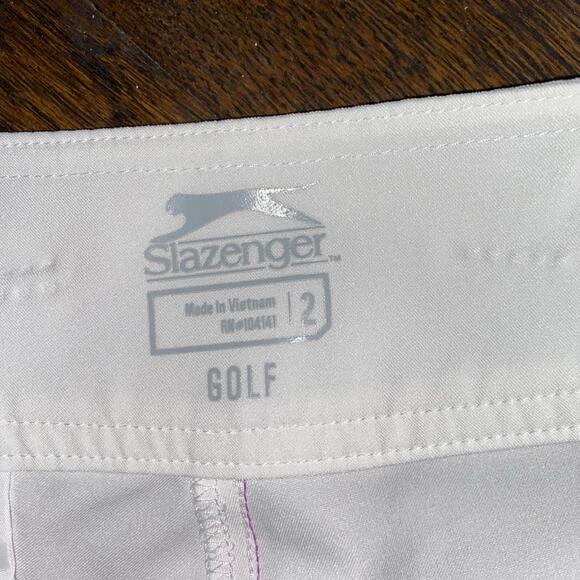 Slazenger™
Made in Vietnam
RN#104141
2
GOLF